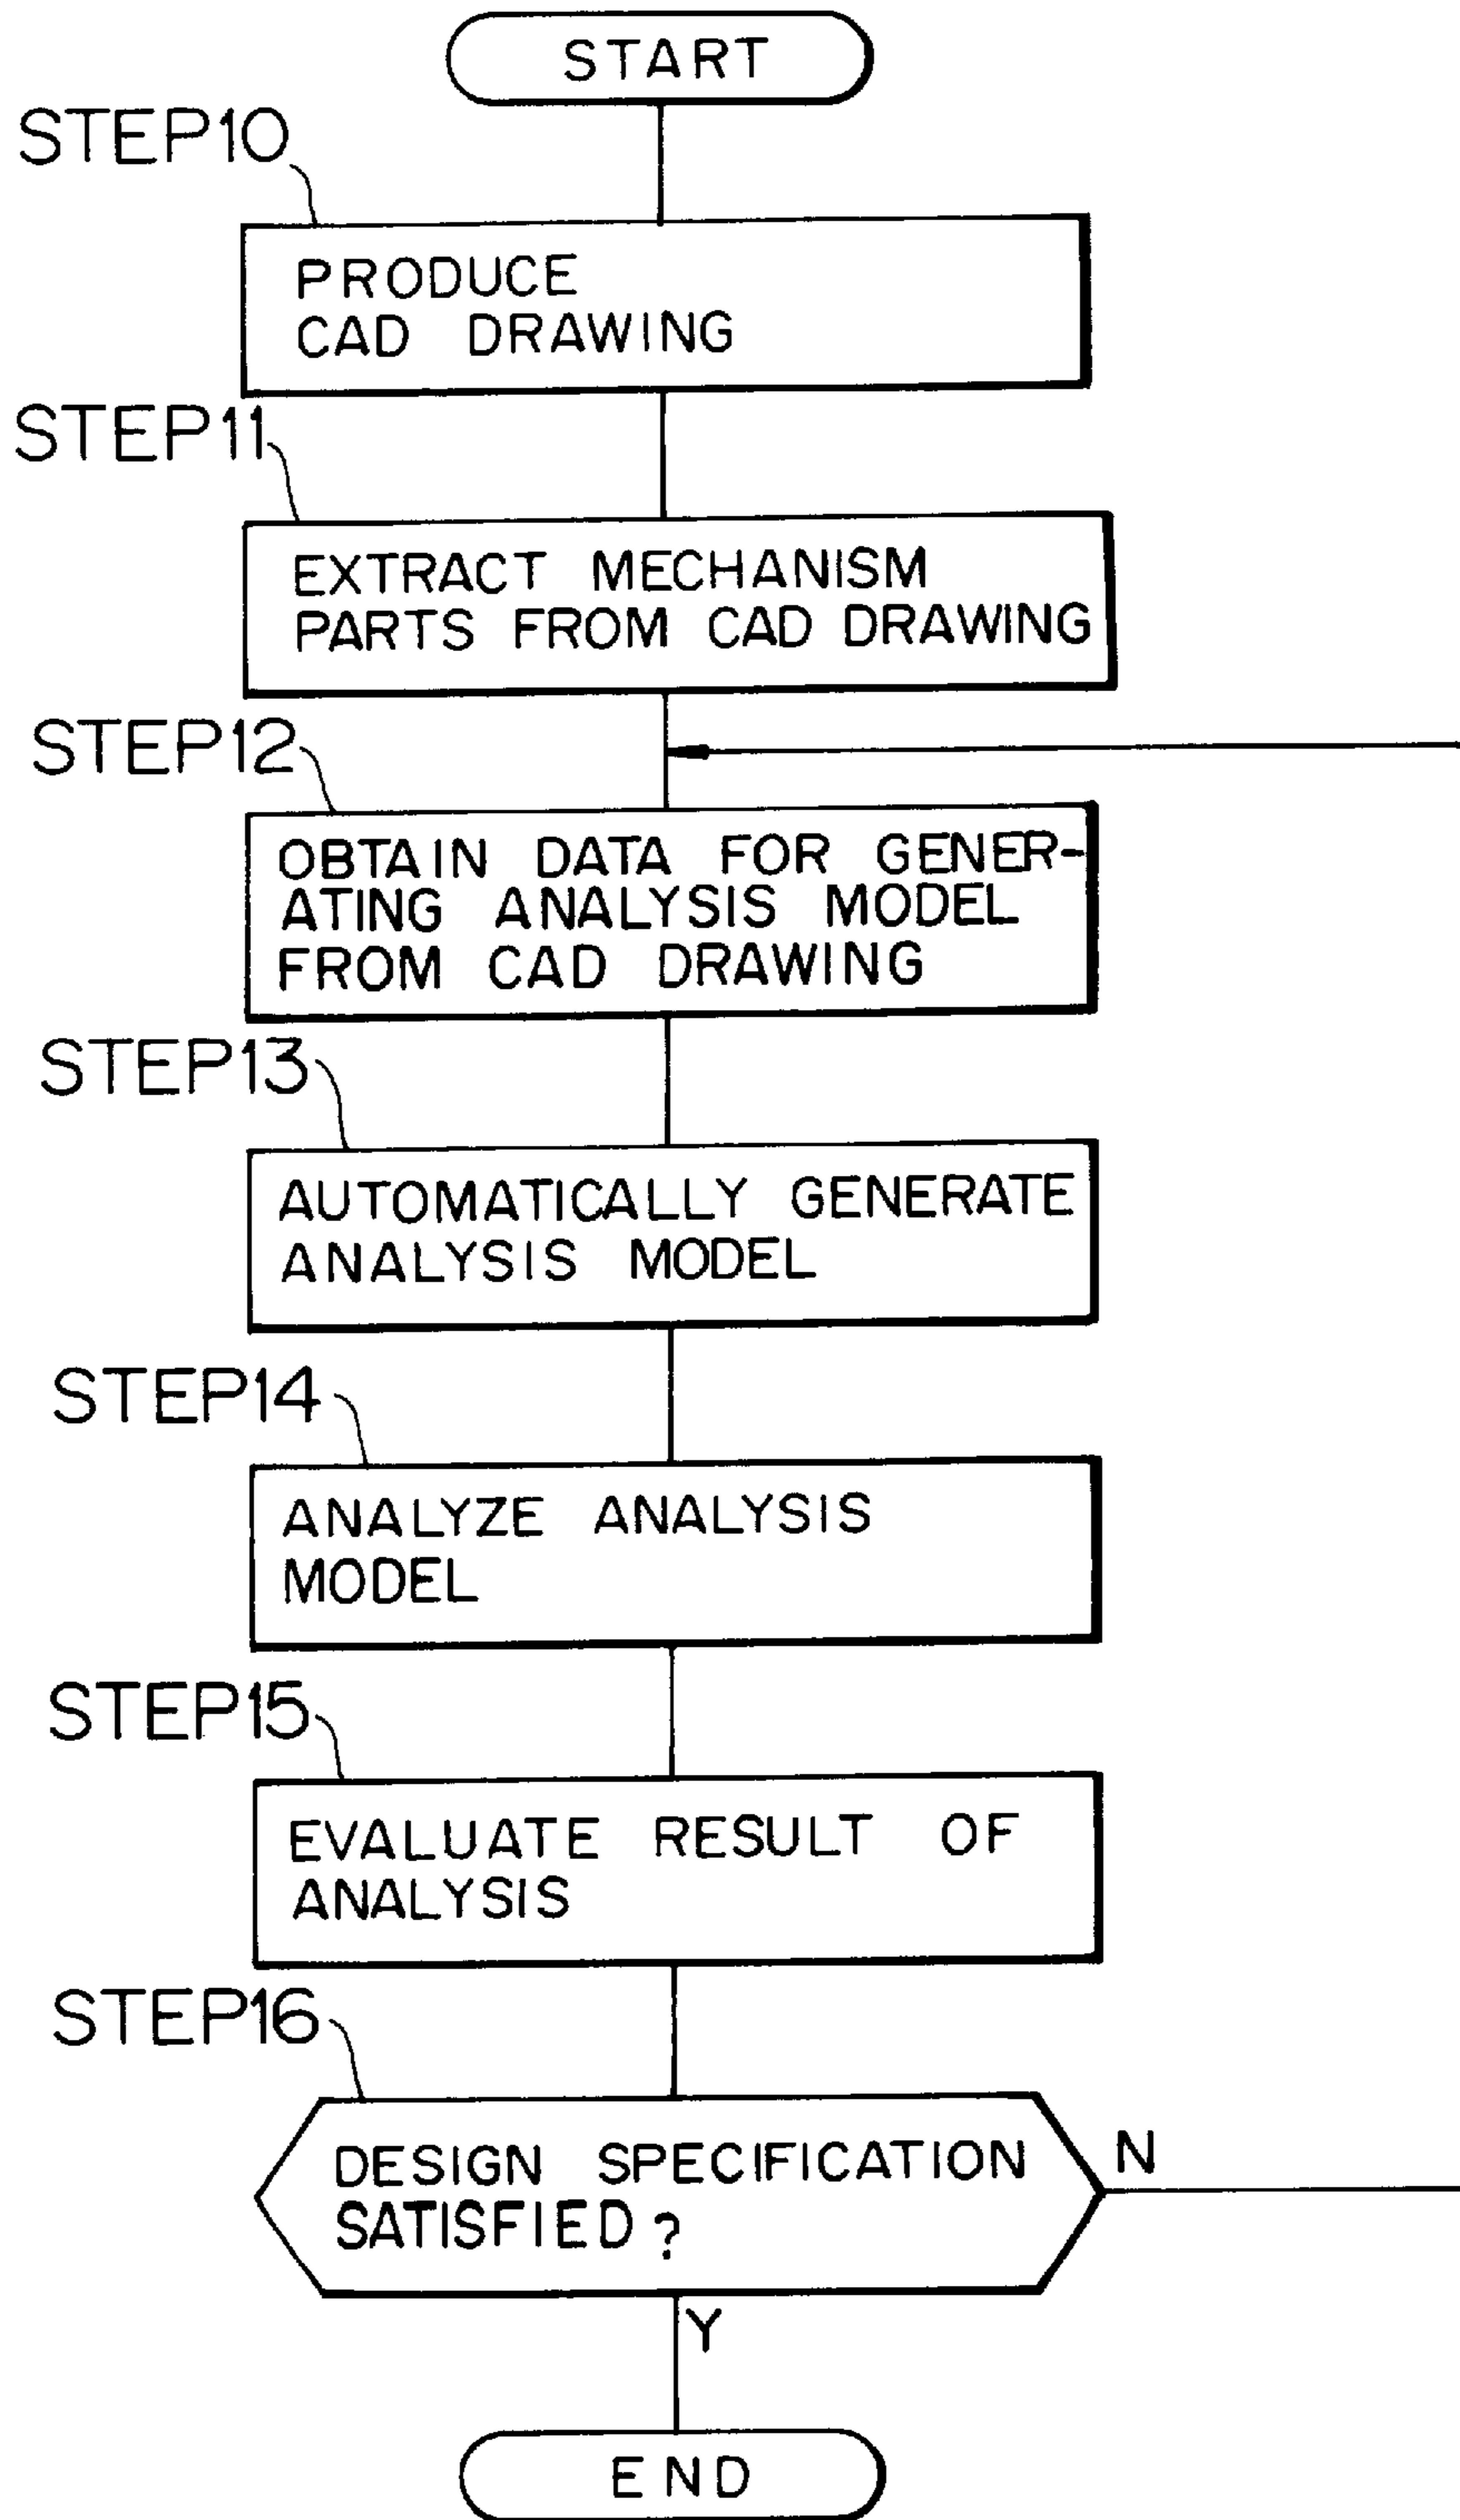 START
STEP10
PRODUCE
CAD DRAWING
STEP11
EXTRACT MECHANISM
PARTS FROM CAD DRAWING
STEP12
OBTAIN DATA FOR GENER-
ATING ANALYSIS MODEL
FROM CAD DRAWING
STEP13
AUTOMATICALLY GENERATE
ANALYSIS MODEL
STEP14
ANALYZE ANALYSIS
MODEL
STEP15
EVALUATE RESULT OF
ANALYSIS
STEP16
DESIGN SPECIFICATION
SATISFIED?
N
Y
END